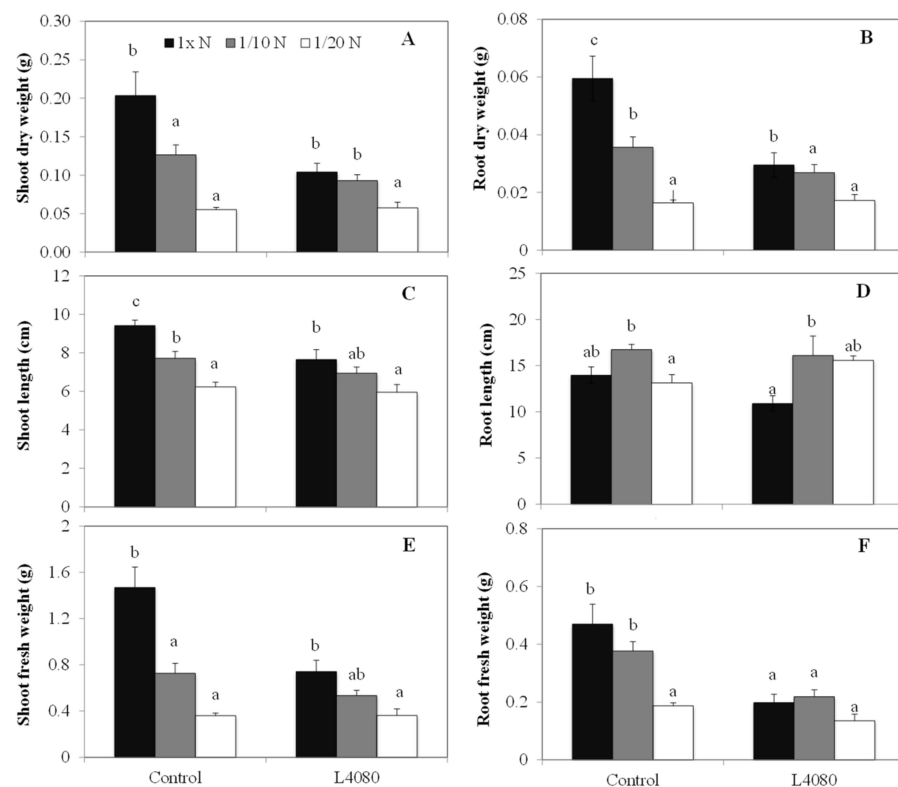 A
1x N 1/10 N 1/20 N
Shoot dry weight (g)
0.30
0.25
0.20
0.15
0.10
0.05
0.00
b a a b b a
B
Root dry weight (g)
0.08
0.06
0.04
0.02
0
c b a b a a
C
Shoot length (cm)
12
10
8
6
4
2
0
c b a b ab a
D
Root length (cm)
25
20
15
10
5
0
ab b a a b ab
E
Shoot fresh weight (g)
2
1.6
1.2
0.8
0.4
0
b a a b ab a
Control L4080
F
Root fresh weight (g)
0.8
0.6
0.4
0.2
0
b b a a a a
Control L4080